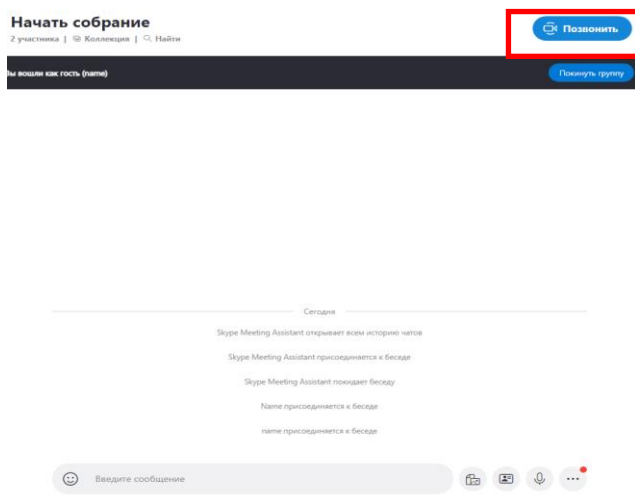 Начать собрание
2 участника | Коллекция | Найти
Позвонить
Вы вошли как гость (name)
Покинуть группу
Сегодня
Skype Meeting Assistant открывает всем историю чатов
Skype Meeting Assistant присоединяется к беседе
Skype Meeting Assistant покидает беседу
Name присоединяется к беседе
name присоединяется к беседе
Введите сообщение